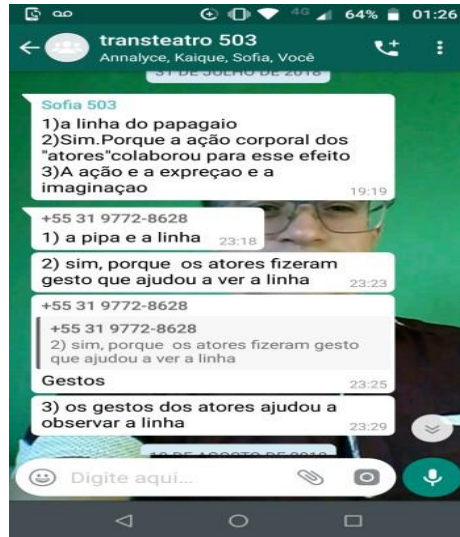 4G 64% 01:26
transteatro 503
Annalyce, Kaique, Sofia, Você
31 DE JULHO DE 2018
Sofia 503
1)a linha do papagaio
2)Sim.Porque a ação corporal dos
"atores"colaborou para esse efeito
3)A ação e a expreçao e a
imaginaçao
19:19
+55 31 9772-8628
1) a pipa e a linha 23:18
2) sim, porque os atores fizeram
gesto que ajudou a ver a linha 23:23
+55 31 9772-8628
+55 31 9772-8628
2) sim, porque os atores fizeram gesto
que ajudou a ver a linha
Gestos 23:25
3) os gestos dos atores ajudou a
observar a linha 23:29
Digite aqui...